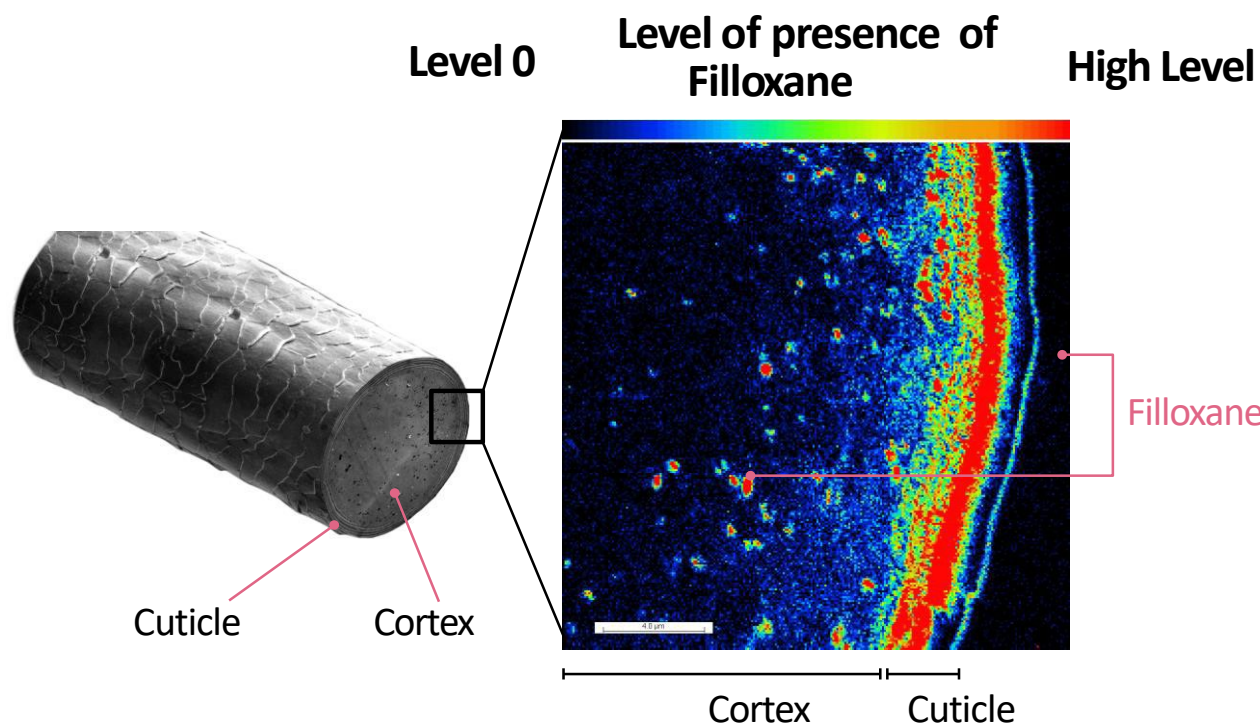 Level 0
Level of presence of
Filloxane
High Level
Filloxane
Cuticle
Cortex
4.0 µm
Cortex
Cuticle